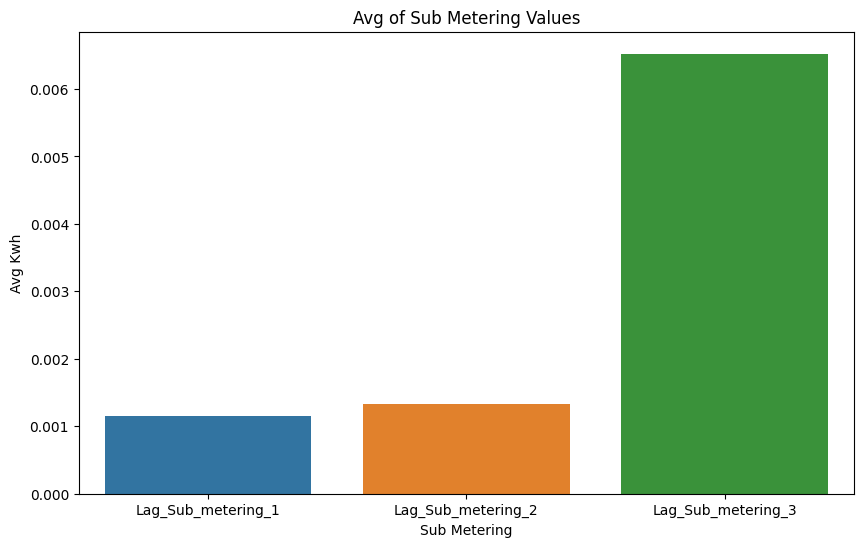 Avg of Sub Metering Values
Avg Kwh
0.006
0.005
0.004
0.003
0.002
0.001
0.000
Lag_Sub_metering_1 Lag_Sub_metering_2 Lag_Sub_metering_3
Sub Metering